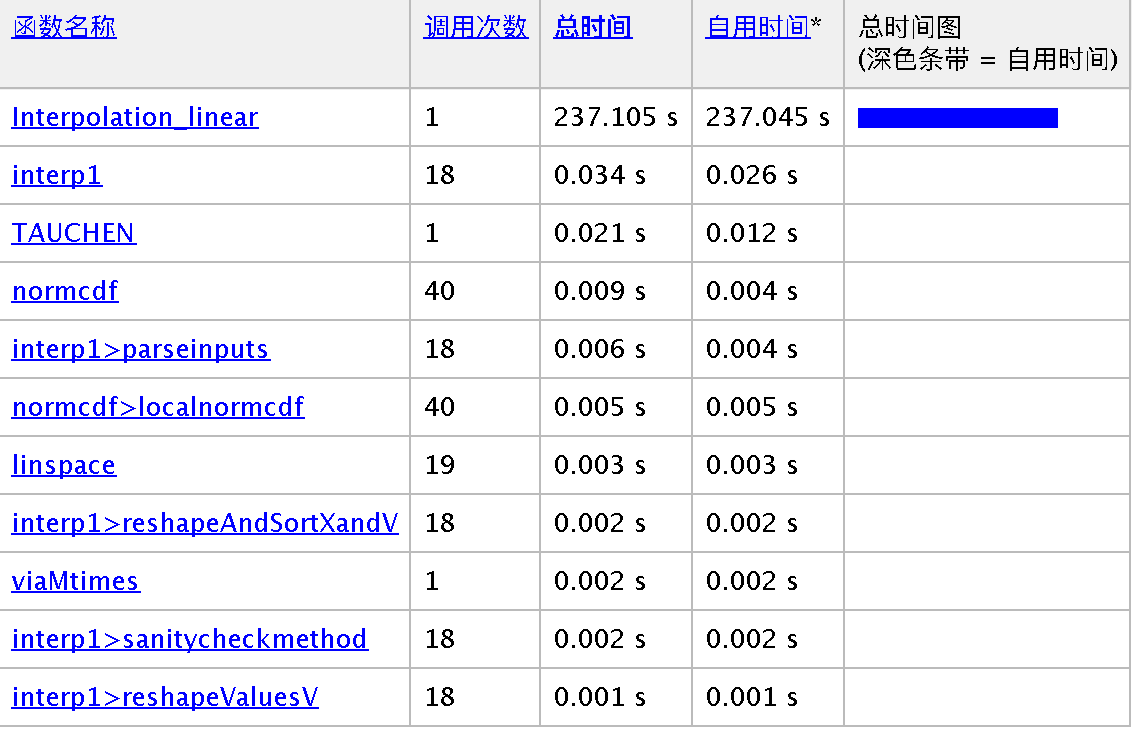 函数名称 调用次数 总时间 自用时间* 总时间图
(深色条带 = 自用时间)
Interpolation_linear 1 237.105 s 237.045 s
interp1 18 0.034 s 0.026 s
TAUCHEN 1 0.021 s 0.012 s
normcdf 40 0.009 s 0.004 s
interp1>parseinputs 18 0.006 s 0.004 s
normcdf>localnormcdf 40 0.005 s 0.005 s
linspace 19 0.003 s 0.003 s
interp1>reshapeAndSortXandV 18 0.002 s 0.002 s
viaMtimes 1 0.002 s 0.002 s
interp1>sanitycheckmethod 18 0.002 s 0.002 s
interp1>reshapeValuesV 18 0.001 s 0.001 s